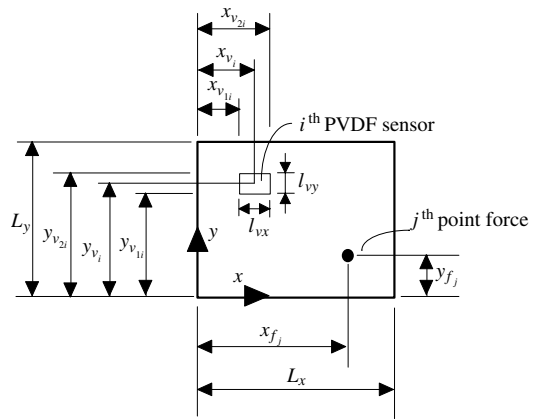 x_{v_{2i}}
x_{v_i}
x_{v_{1i}}
i^{th} PVDF sensor
l_{vy}
l_{vx}
L_y
y_{v_{2i}}
y_{v_i}
y_{v_{1i}}
y
j^{th} point force
y_{f_j}
x
x_{f_j}
L_x